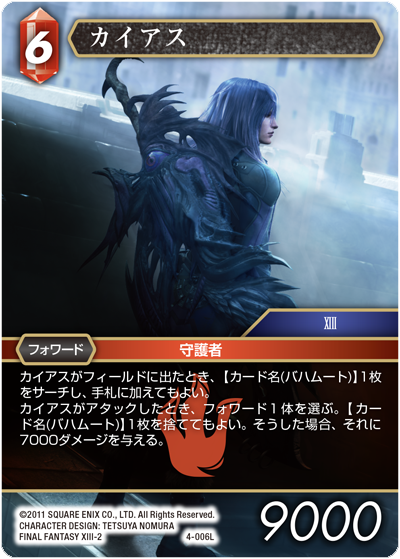 6
カイアス
XIII
フォワード
守護者
カイアスがフィールドに出たとき、【カード名(バハムート)】1枚
をサーチし、手札に加えてもよい。
カイアスがアタックしたとき、フォワード1体を選ぶ。【カー
ド名(バハムート)】1枚を捨ててもよい。そうした場合、それに
7000ダメージを与える。
©2011 SQUARE ENIX CO., LTD. All Rights Reserved.
CHARACTER DESIGN: TETSUYA NOMURA
FINAL FANTASY XIII-2
4-006L
9000